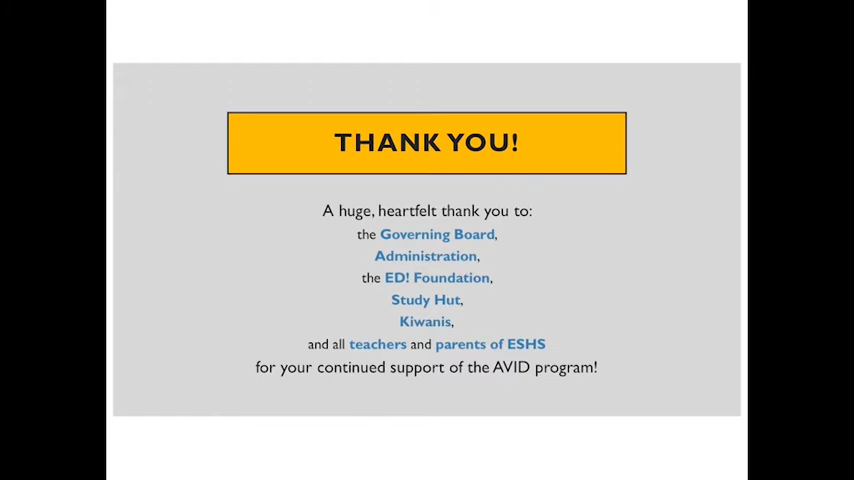 THANK YOU!
A huge, heartfelt thank you to:
the Governing Board,
Administration,
the ED! Foundation,
Study Hut,
Kiwanis,
and all teachers and parents of ESHS
for your continued support of the AVID program!